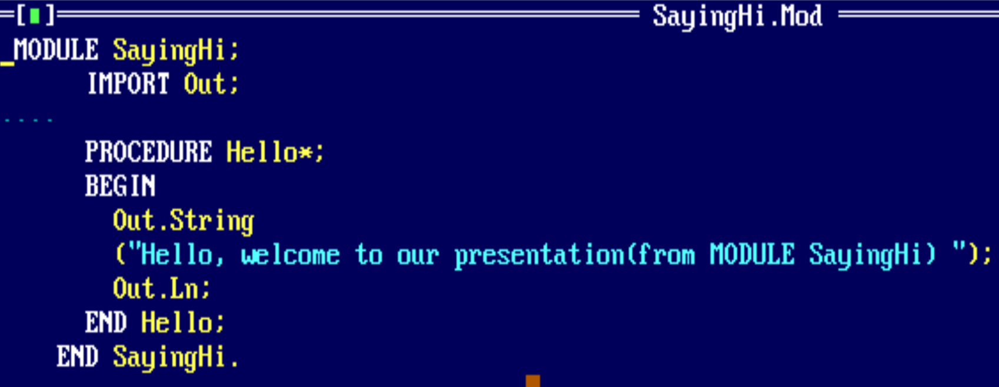 [■] SayingHi.Mod
MODULE SayingHi;
IMPORT Out;
....
PROCEDURE Hello*;
BEGIN
Out.String
("Hello, welcome to our presentation(from MODULE SayingHi) ");
Out.Ln;
END Hello;
END SayingHi.